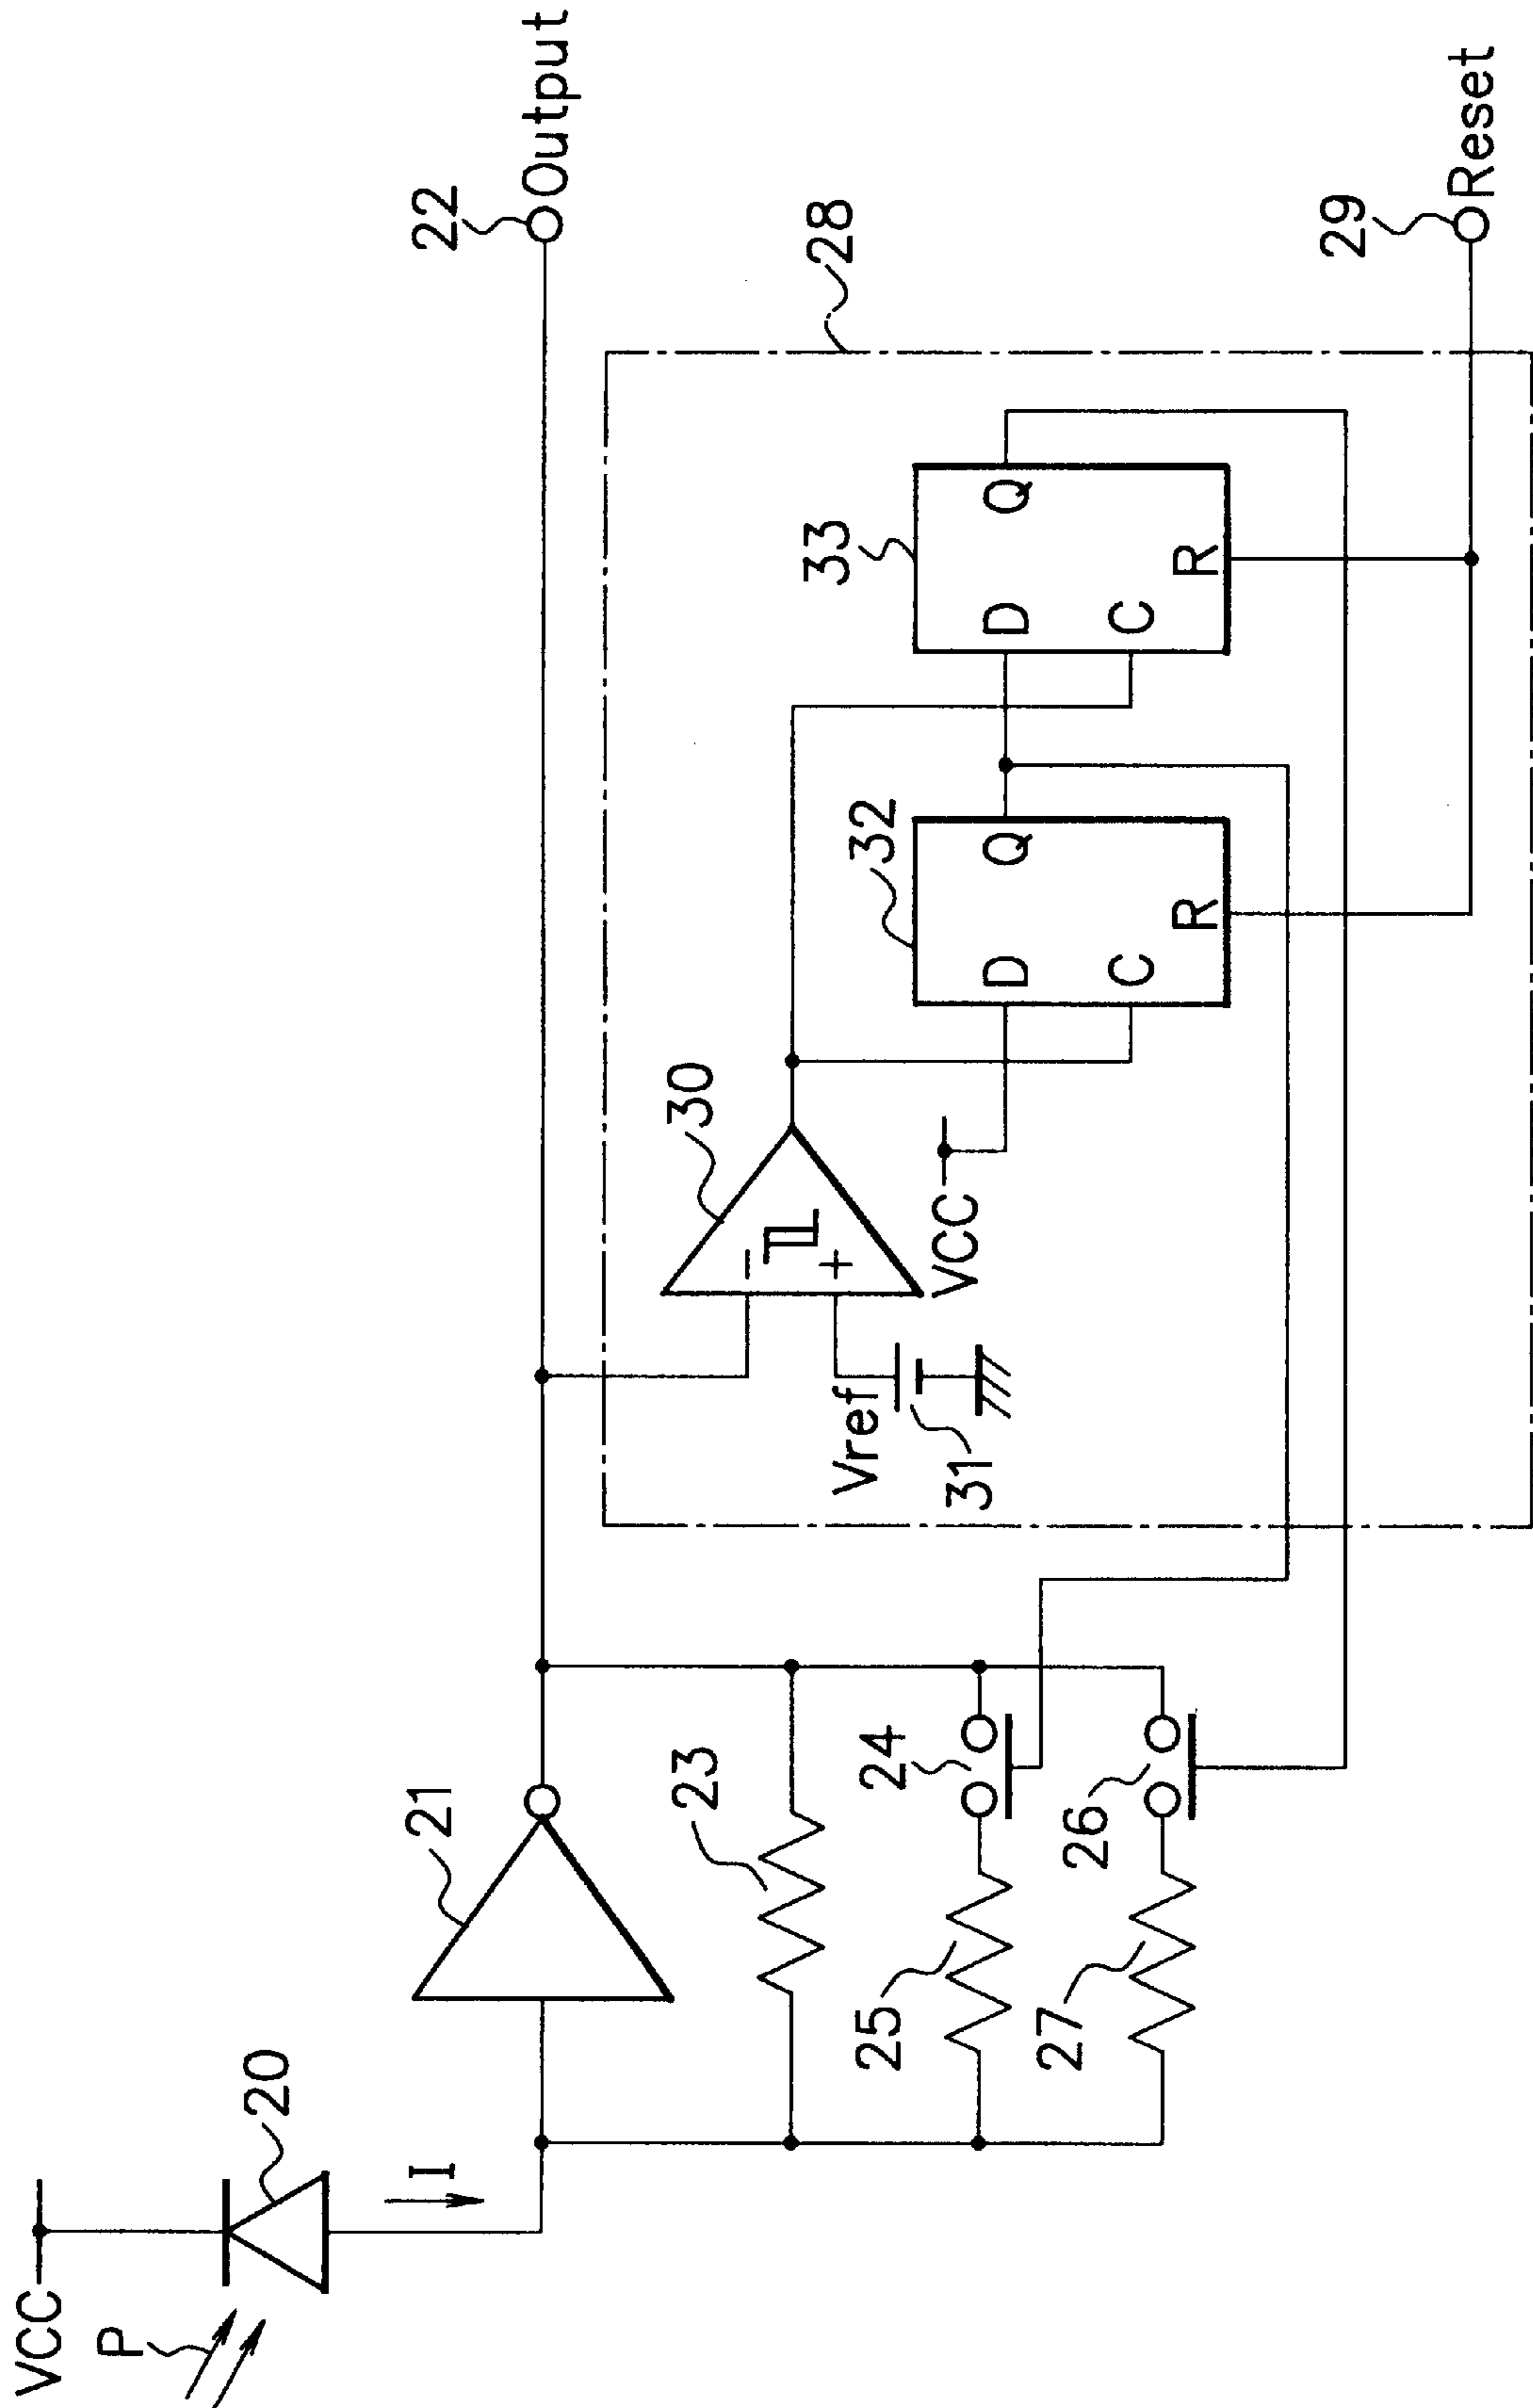 VCC
P
20
I
21
22
Output
23
24
25
26
27
28
29
Reset
30
-
+
Vref
31
VCC
32
D
Q
C
R
33
D
Q
C
R